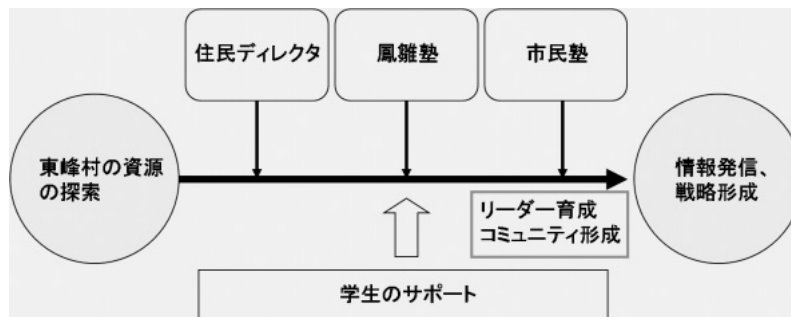 住民ディレクタ
鳳雛塾
市民塾
東峰村の資源
の探索
情報発信、
戦略形成
リーダー育成
コミュニティ形成
学生のサポート